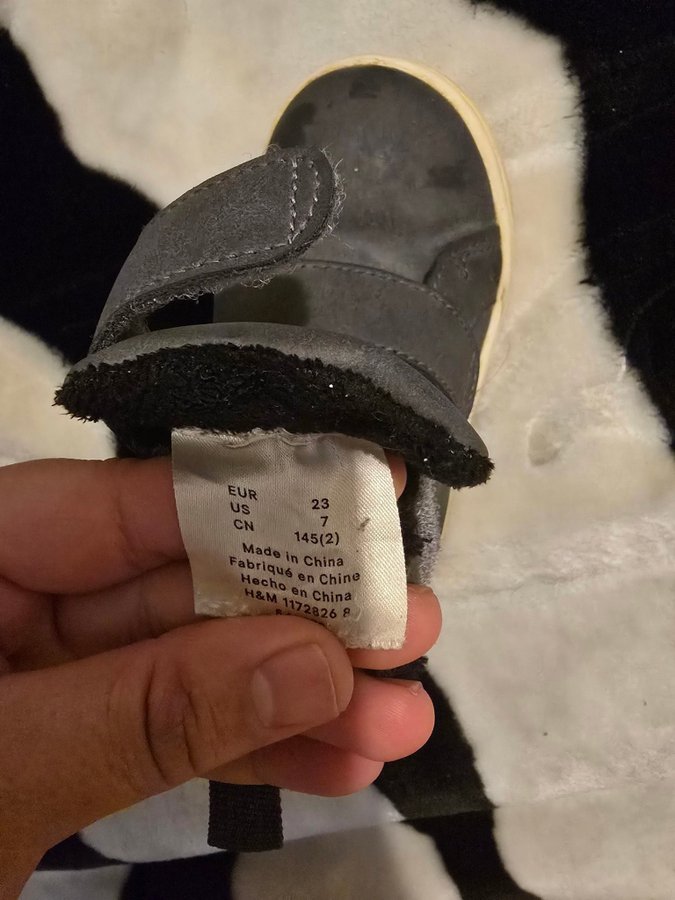 EUR 23
US 7
CN 145(2)
Made in China
Fabriqué en Chine
Hecho en China
H&M 1172826 8